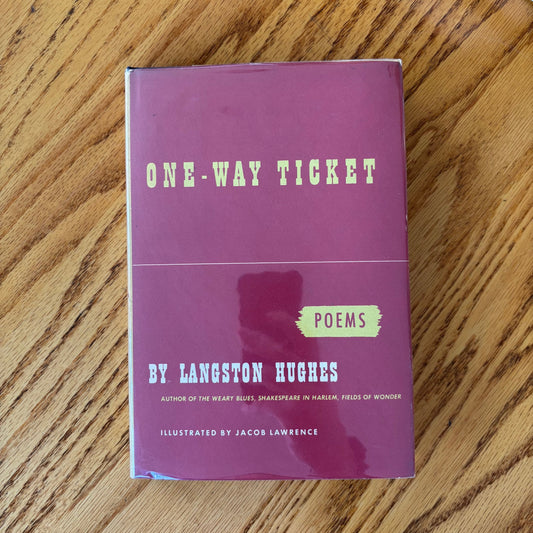 ONE-WAY TICKET
POEMS
BY LANGSTON HUGHES
AUTHOR OF THE WEARY BLUES, SHAKESPEARE IN HARLEM, FIELDS OF WONDER
ILLUSTRATED BY JACOB LAWRENCE